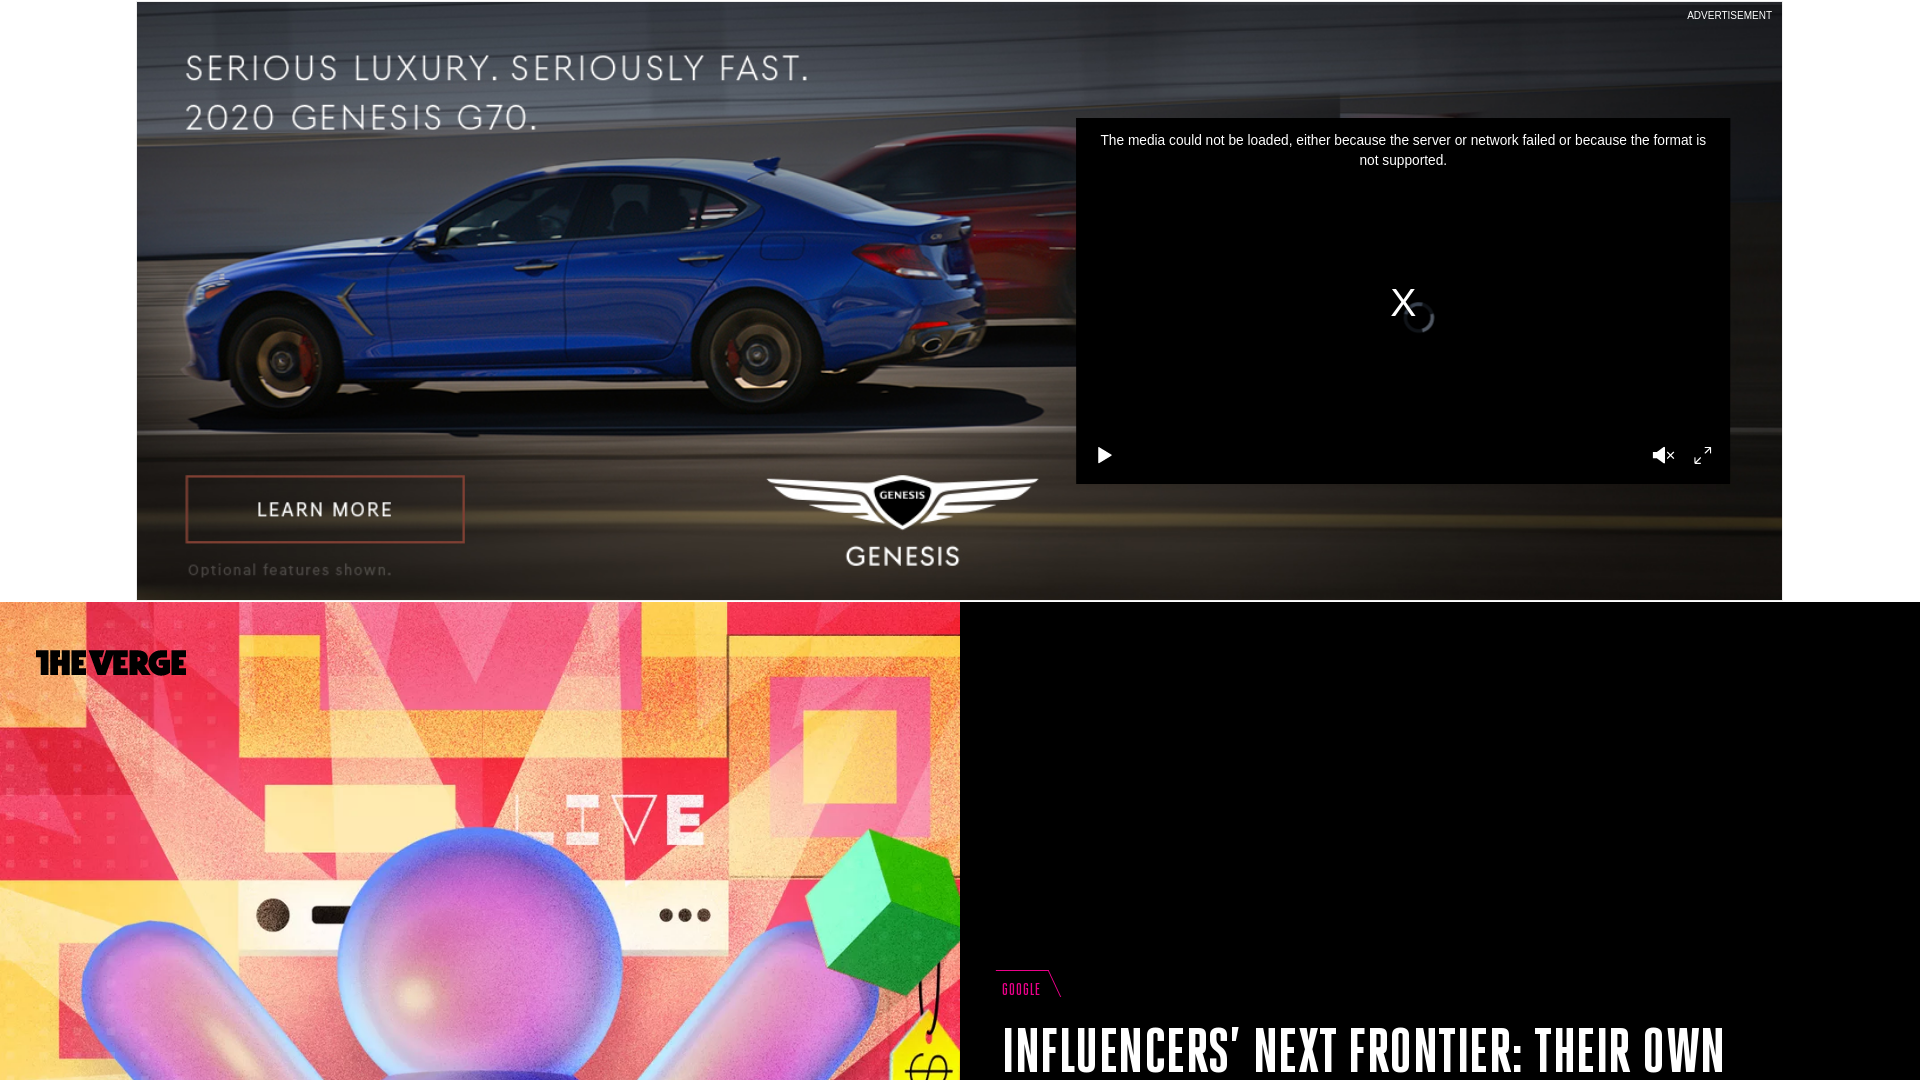 ADVERTISEMENT
SERIOUS LUXURY. SERIOUSLY FAST.
2020 GENESIS G70.
The media could not be loaded, either because the server or network failed or because the format is
not supported.
X
LEARN MORE
GENESIS
GENESIS
Optional features shown.
THE VERGE
LIVE
GOOGLE
INFLUENCERS’ NEXT FRONTIER: THEIR OWN
$